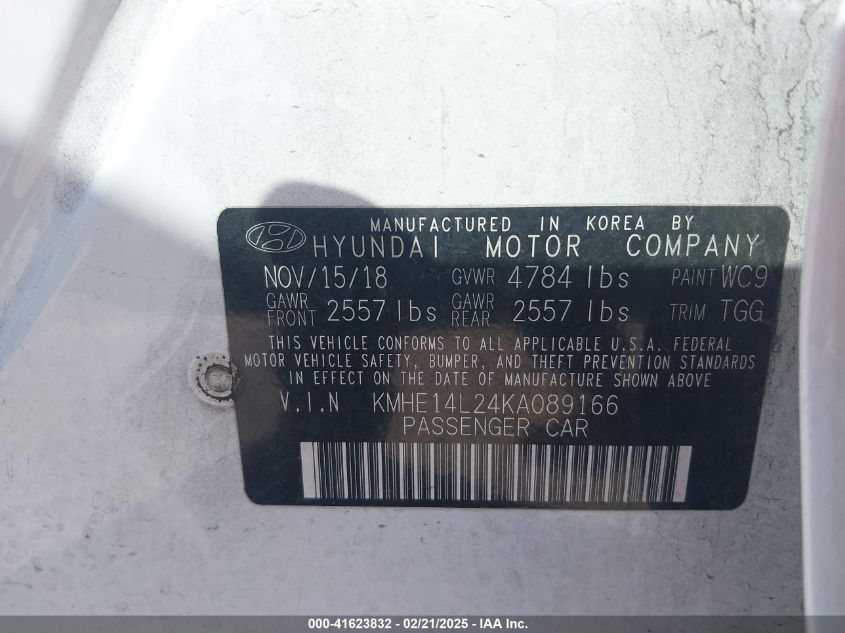 MANUFACTURED IN KOREA BY
HYUNDAI MOTOR COMPANY
NOV/15/18 GVWR 4784 lbs PAINT WC9
GAWR FRONT 2557 lbs GAWR REAR 2557 lbs TRIM TGG
THIS VEHICLE CONFORMS TO ALL APPLICABLE U.S.A. FEDERAL
MOTOR VEHICLE SAFETY, BUMPER, AND THEFT PREVENTION STANDARDS
IN EFFECT ON THE DATE OF MANUFACTURE SHOWN ABOVE
V.I.N KMHE14L24KA089166
PASSENGER CAR
000-41623832 - 02/21/2025 - IAA Inc.